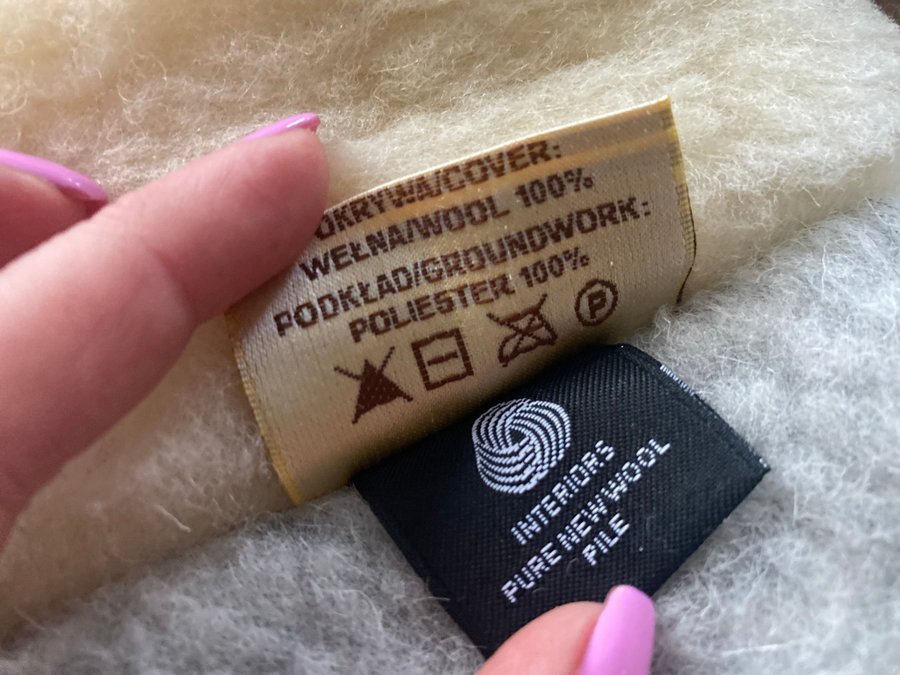 OKRYWA/COVER:
WEŁNA/WOOL 100%
PODKŁAD/GROUNDWORK:
POLIESTER 100%
P
INTERIORS
PURE NEW WOOL
PILE